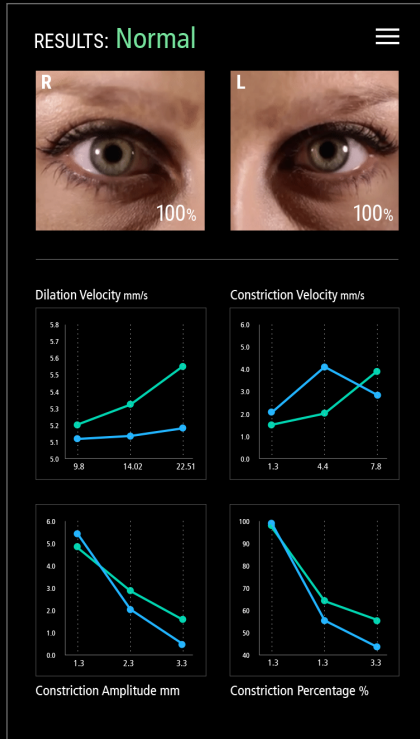 RESULTS: Normal
R
L
100%
100%
Dilation Velocity mm/s
5.8
5.7
5.6
5.5
5.4
5.3
5.2
5.1
5.0
9.8 14.02 22.51
Constriction Velocity mm/s
6.0
5.0
4.0
3.0
2.0
1.0
0.0
1.3 4.4 7.8
6.0
5.0
4.0
3.0
2.0
1.0
0.0
1.3 2.3 3.3
Constriction Amplitude mm
100
90
80
70
60
50
40
1.3 1.3 3.3
Constriction Percentage %